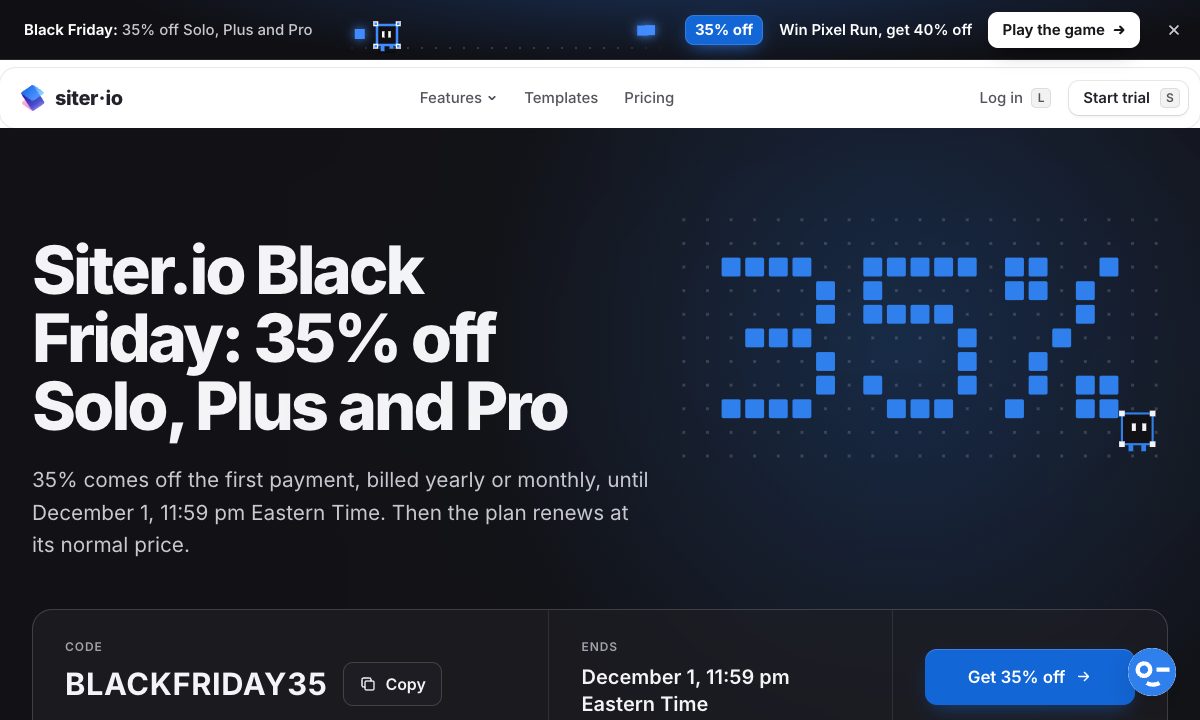 Black Friday: 35% off Solo, Plus and Pro
35% off
Win Pixel Run, get 40% off
Play the game →
siter·io
Features
Templates
Pricing
Log in L
Start trial S
Siter.io Black
Friday: 35% off
Solo, Plus and Pro
35% comes off the first payment, billed yearly or monthly, until
December 1, 11:59 pm Eastern Time. Then the plan renews at
its normal price.
35%
CODE
BLACKFRIDAY35
Copy
ENDS
December 1, 11:59 pm
Eastern Time
Get 35% off →